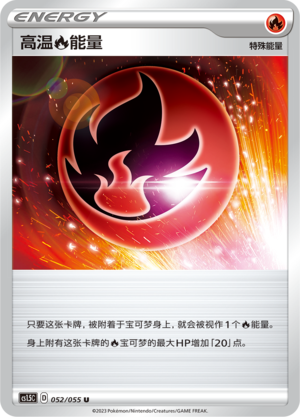 ENERGY
高温🔥能量
特殊能量
只要这张卡牌,被附着于宝可梦身上,就会被视作1个🔥能量。
身上附有这张卡牌的🔥宝可梦的最大HP增加「20」点。
D 052/055 U
©2023 Pokémon/Nintendo/Creatures/GAME FREAK.